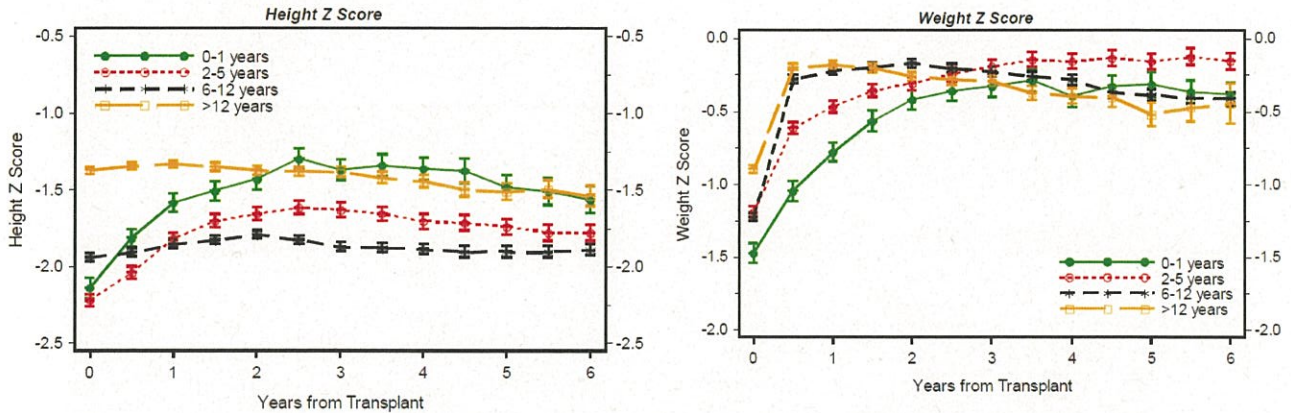 Height Z Score
-0.5
-1.0
-1.5
-2.0
-2.5
Height Z Score
0-1 years
2-5 years
6-12 years
>12 years
-0.5
-1.0
-1.5
-2.0
-2.5
0 1 2 3 4 5 6
Years from Transplant
Weight Z Score
0.0
-0.5
-1.0
-1.5
-2.0
Weight Z Score
0-1 years
2-5 years
6-12 years
>12 years
0.0
-0.5
-1.0
-1.5
-2.0
0 1 2 3 4 5 6
Years from Transplant